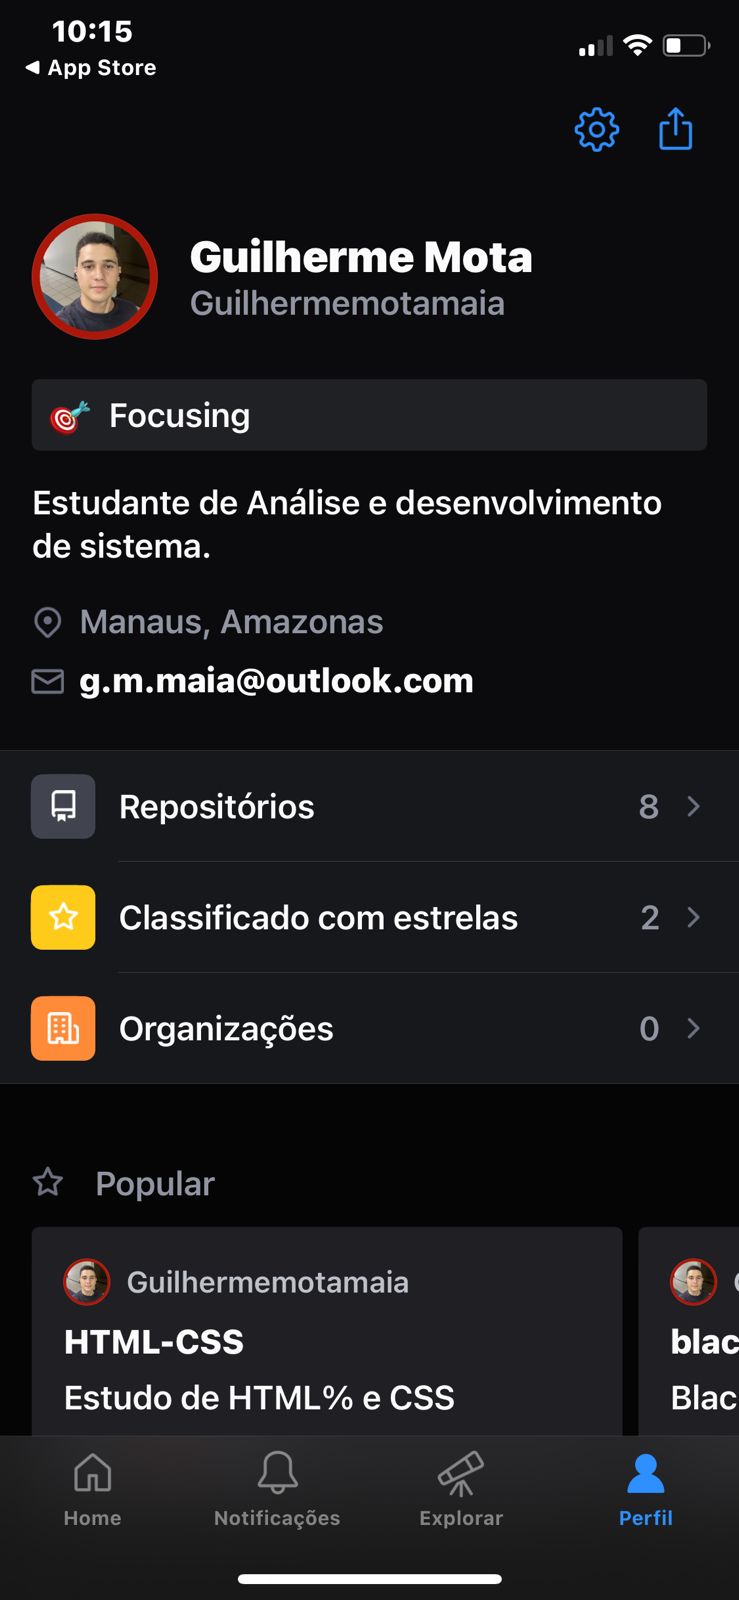 10:15
App Store
Guilherme Mota
Guilhermemotamaia
Focusing
Estudante de Análise e desenvolvimento
de sistema.
Manaus, Amazonas
g.m.maia@outlook.com
Repositórios 8
Classificado com estrelas 2
Organizações 0
Popular
Guilhermemotamaia
HTML-CSS
Estudo de HTML% e CSS
blac
Blac
Home
Notificações
Explorar
Perfil